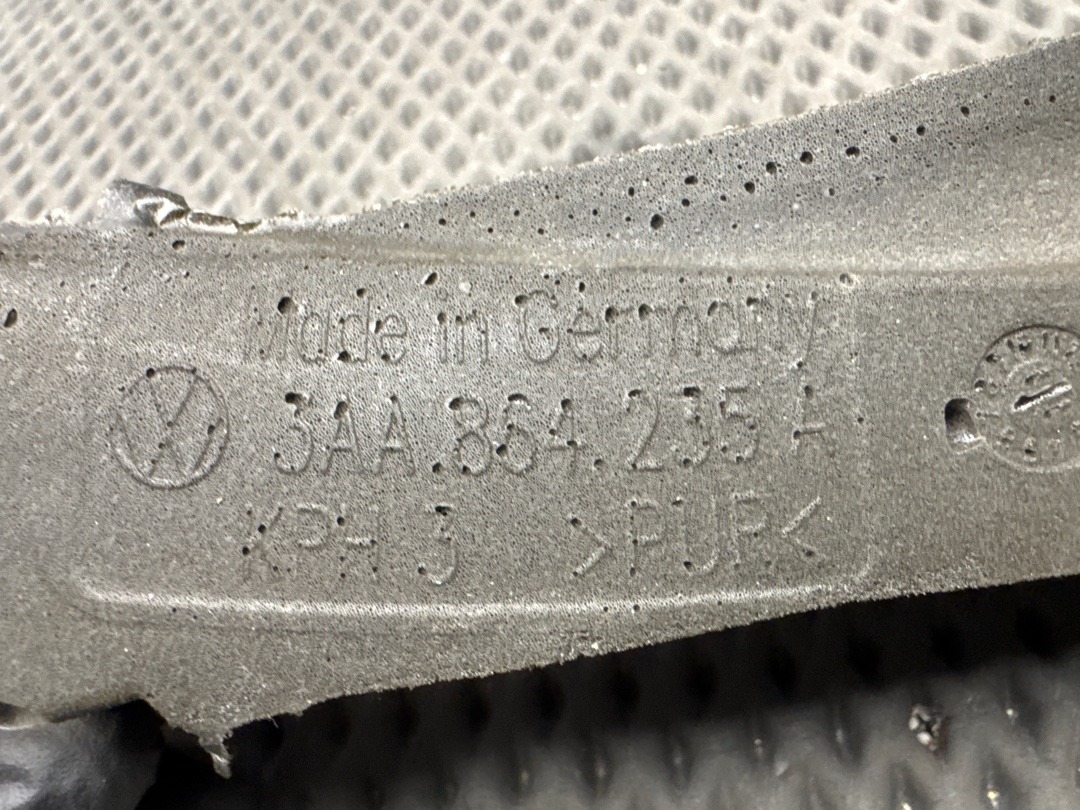 Made in Germany
3AA.864.235 A
KPH 3 >PUR<